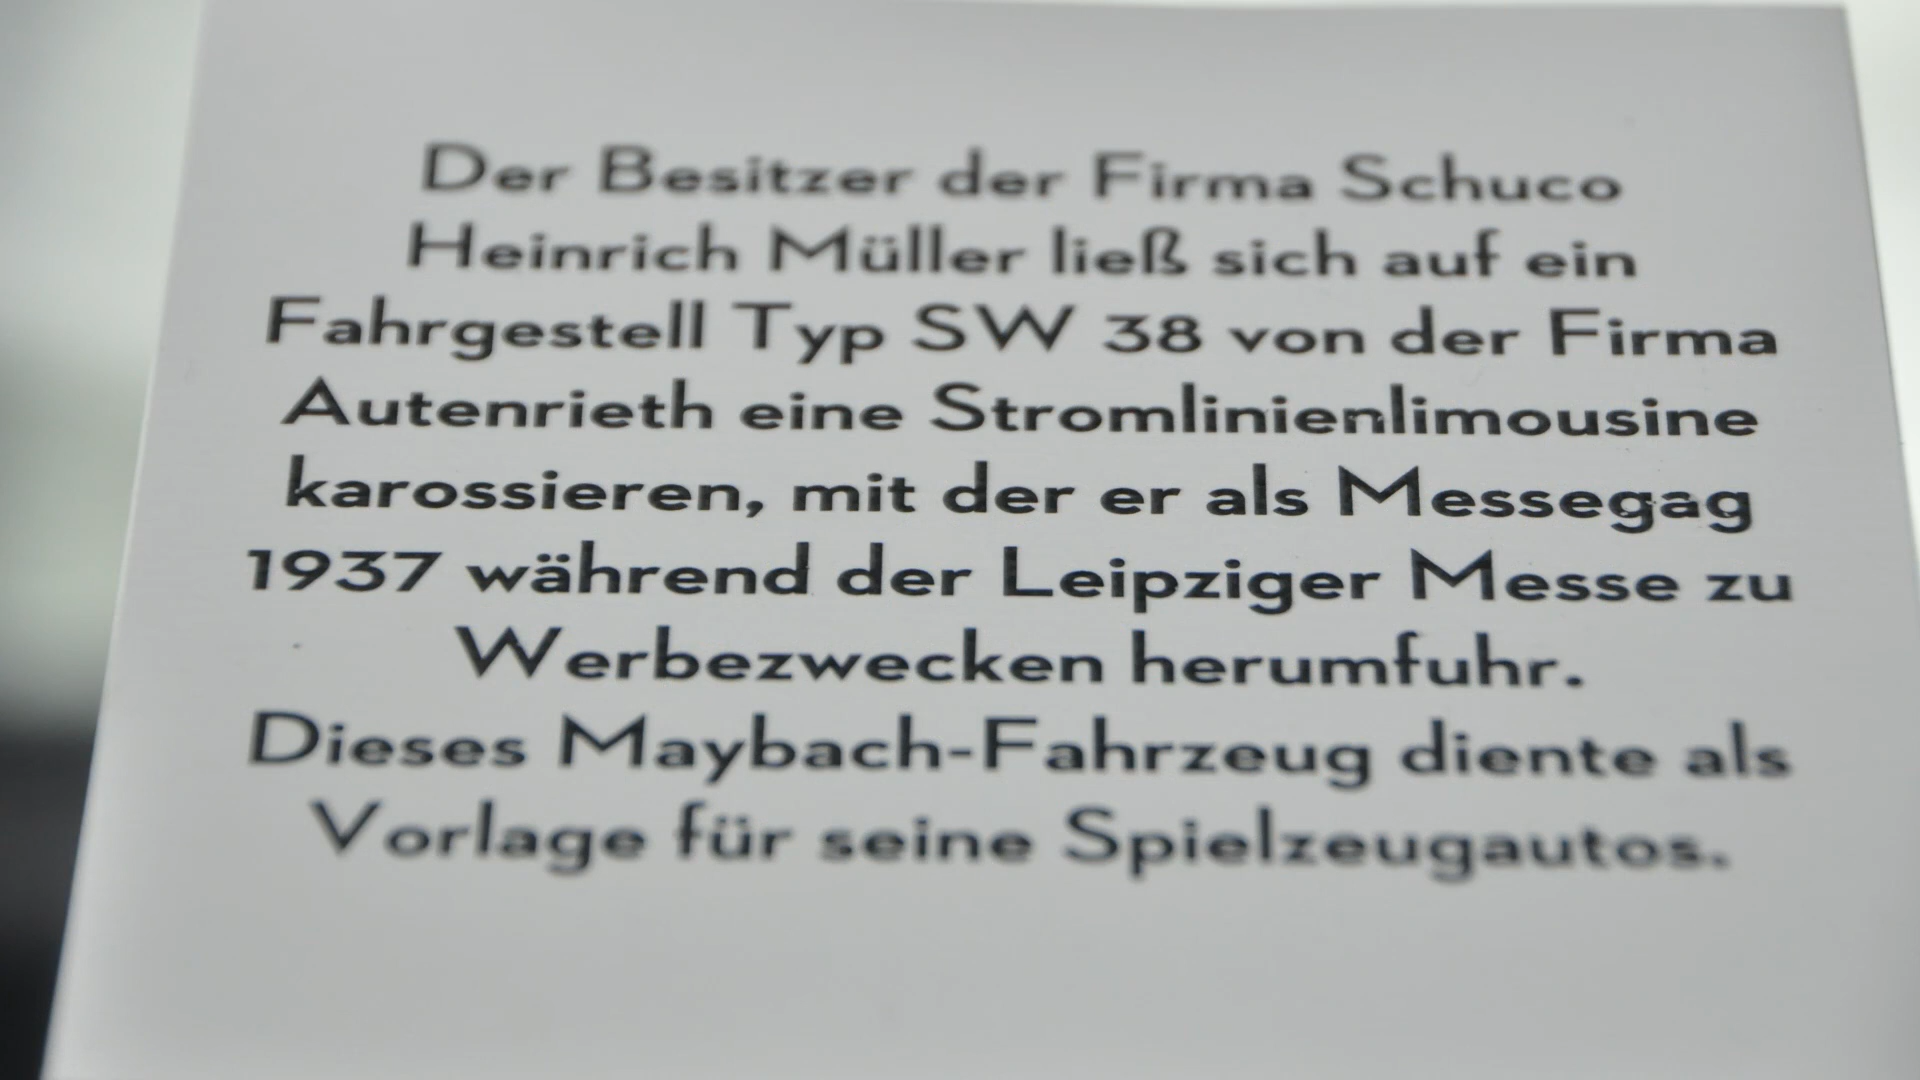 Der Besitzer der Firma Schuco
Heinrich Müller ließ sich auf ein
Fahrgestell Typ SW 38 von der Firma
Autenrieth eine Stromlinienlimousine
karossieren, mit der er als Messegag
1937 während der Leipziger Messe zu
Werbezwecken herumfuhr.
Dieses Maybach-Fahrzeug diente als
Vorlage für seine Spielzeugautos.